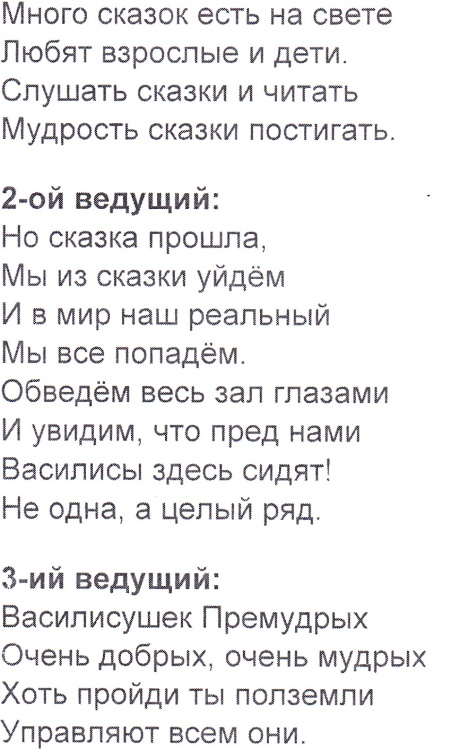 Много сказок есть на свете
Любят взрослые и дети.
Слушать сказки и читать
Мудрость сказки постигать.
2-ой ведущий:
Но сказка прошла,
Мы из сказки уйдём
И в мир наш реальный
Мы все попадём.
Обведём весь зал глазами
И увидим, что пред нами
Василисы здесь сидят!
Не одна, а целый ряд.
3-ий ведущий:
Василисушек Премудрых
Очень добрых, очень мудрых
Хоть пройди ты полземли
Управляют всем они.